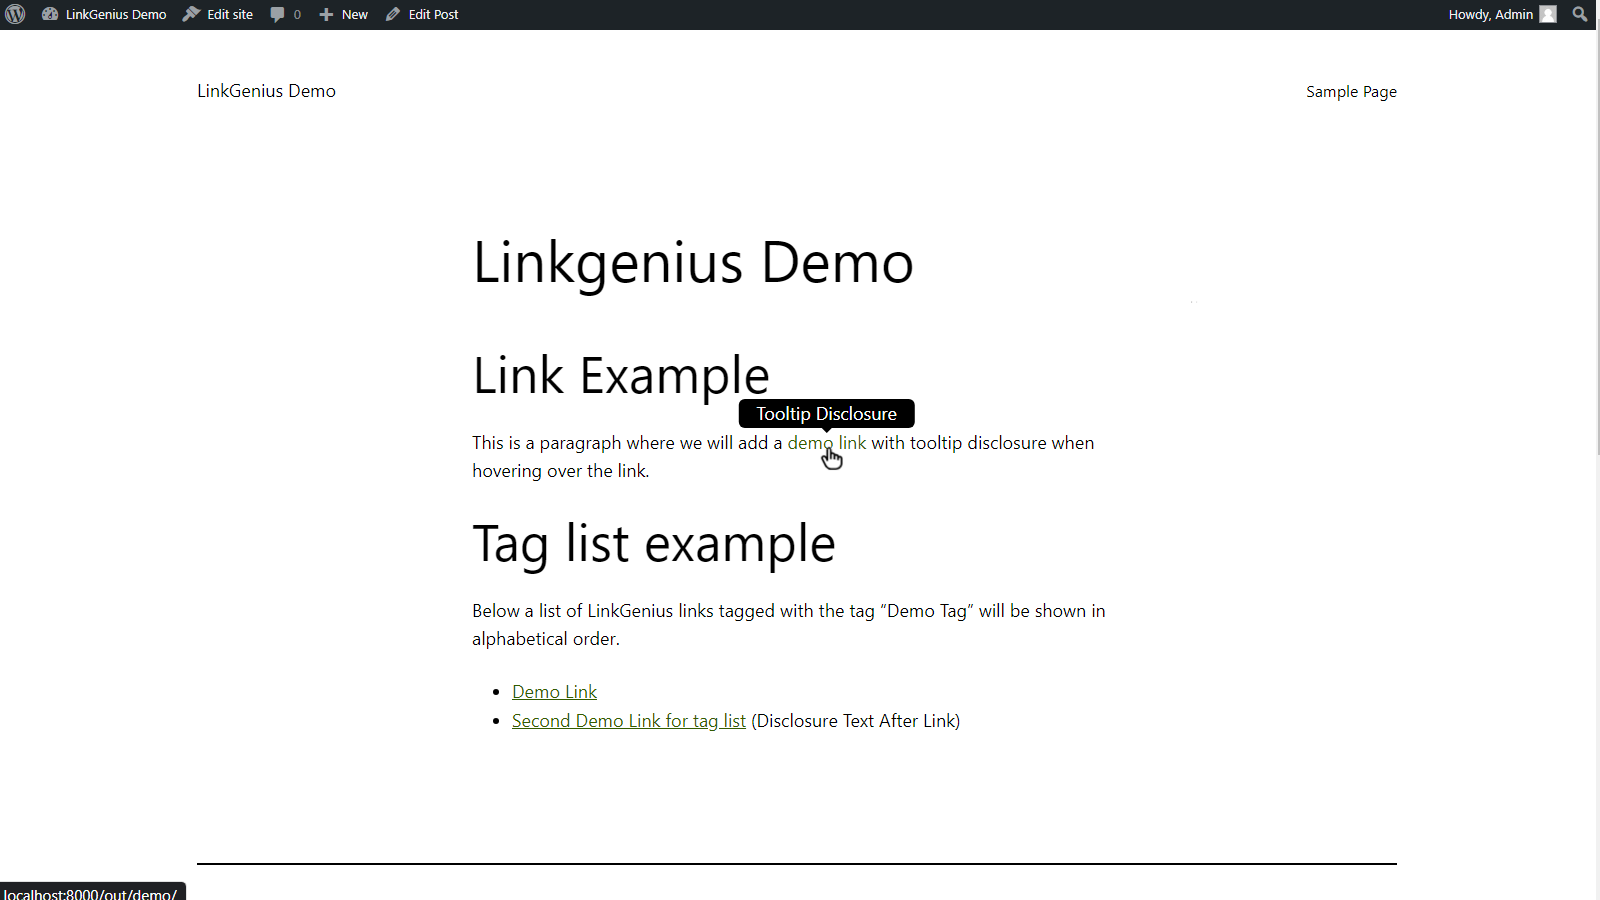 LinkGenius Demo Edit site 0 New Edit Post Howdy, Admin
LinkGenius Demo Sample Page
Linkgenius Demo
Link Example
Tooltip Disclosure
This is a paragraph where we will add a demo link with tooltip disclosure when
hovering over the link.
Tag list example
Below a list of LinkGenius links tagged with the tag “Demo Tag” will be shown in
alphabetical order.
Demo Link
Second Demo Link for tag list (Disclosure Text After Link)
localhost:8000/out/demo/